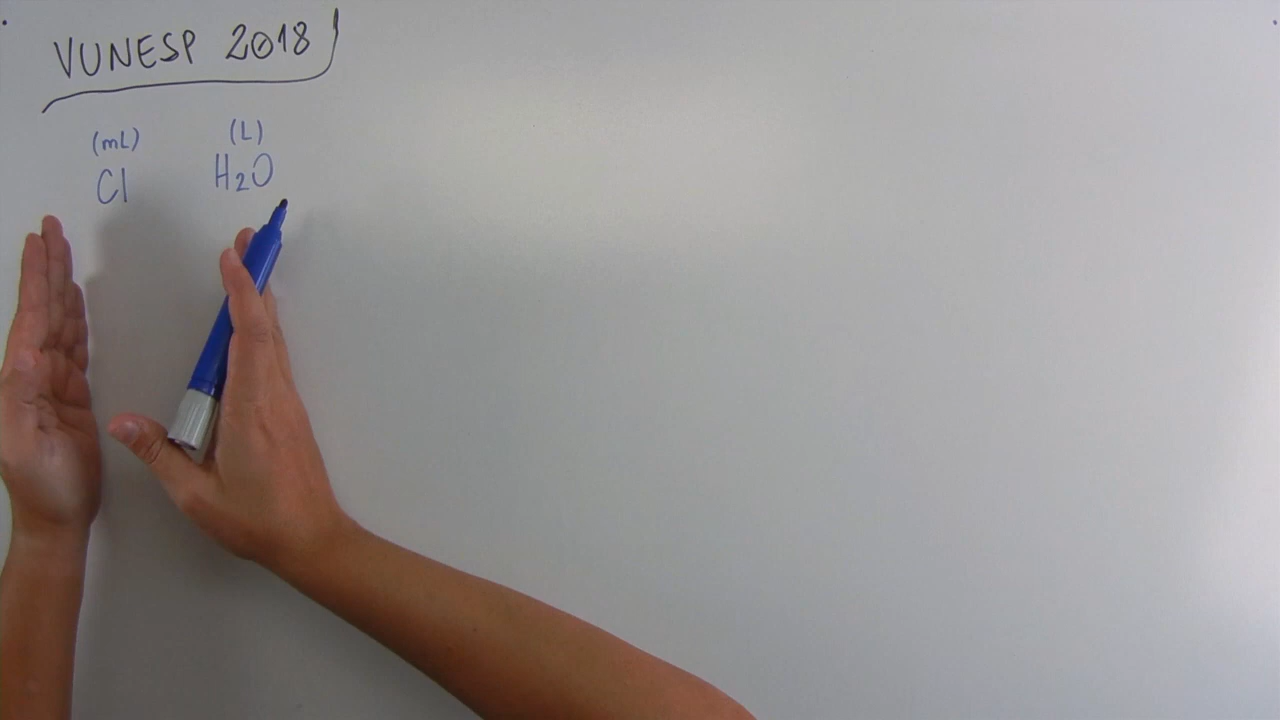 VUNESP 2018
(mL) (L)
Cl H₂O